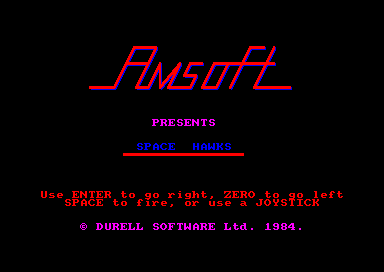 Amsoft
PRESENTS
SPACE HAWKS
Use ENTER to go right, ZERO to go left
SPACE to fire, or use a JOYSTICK
© DURELL SOFTWARE Ltd. 1984.